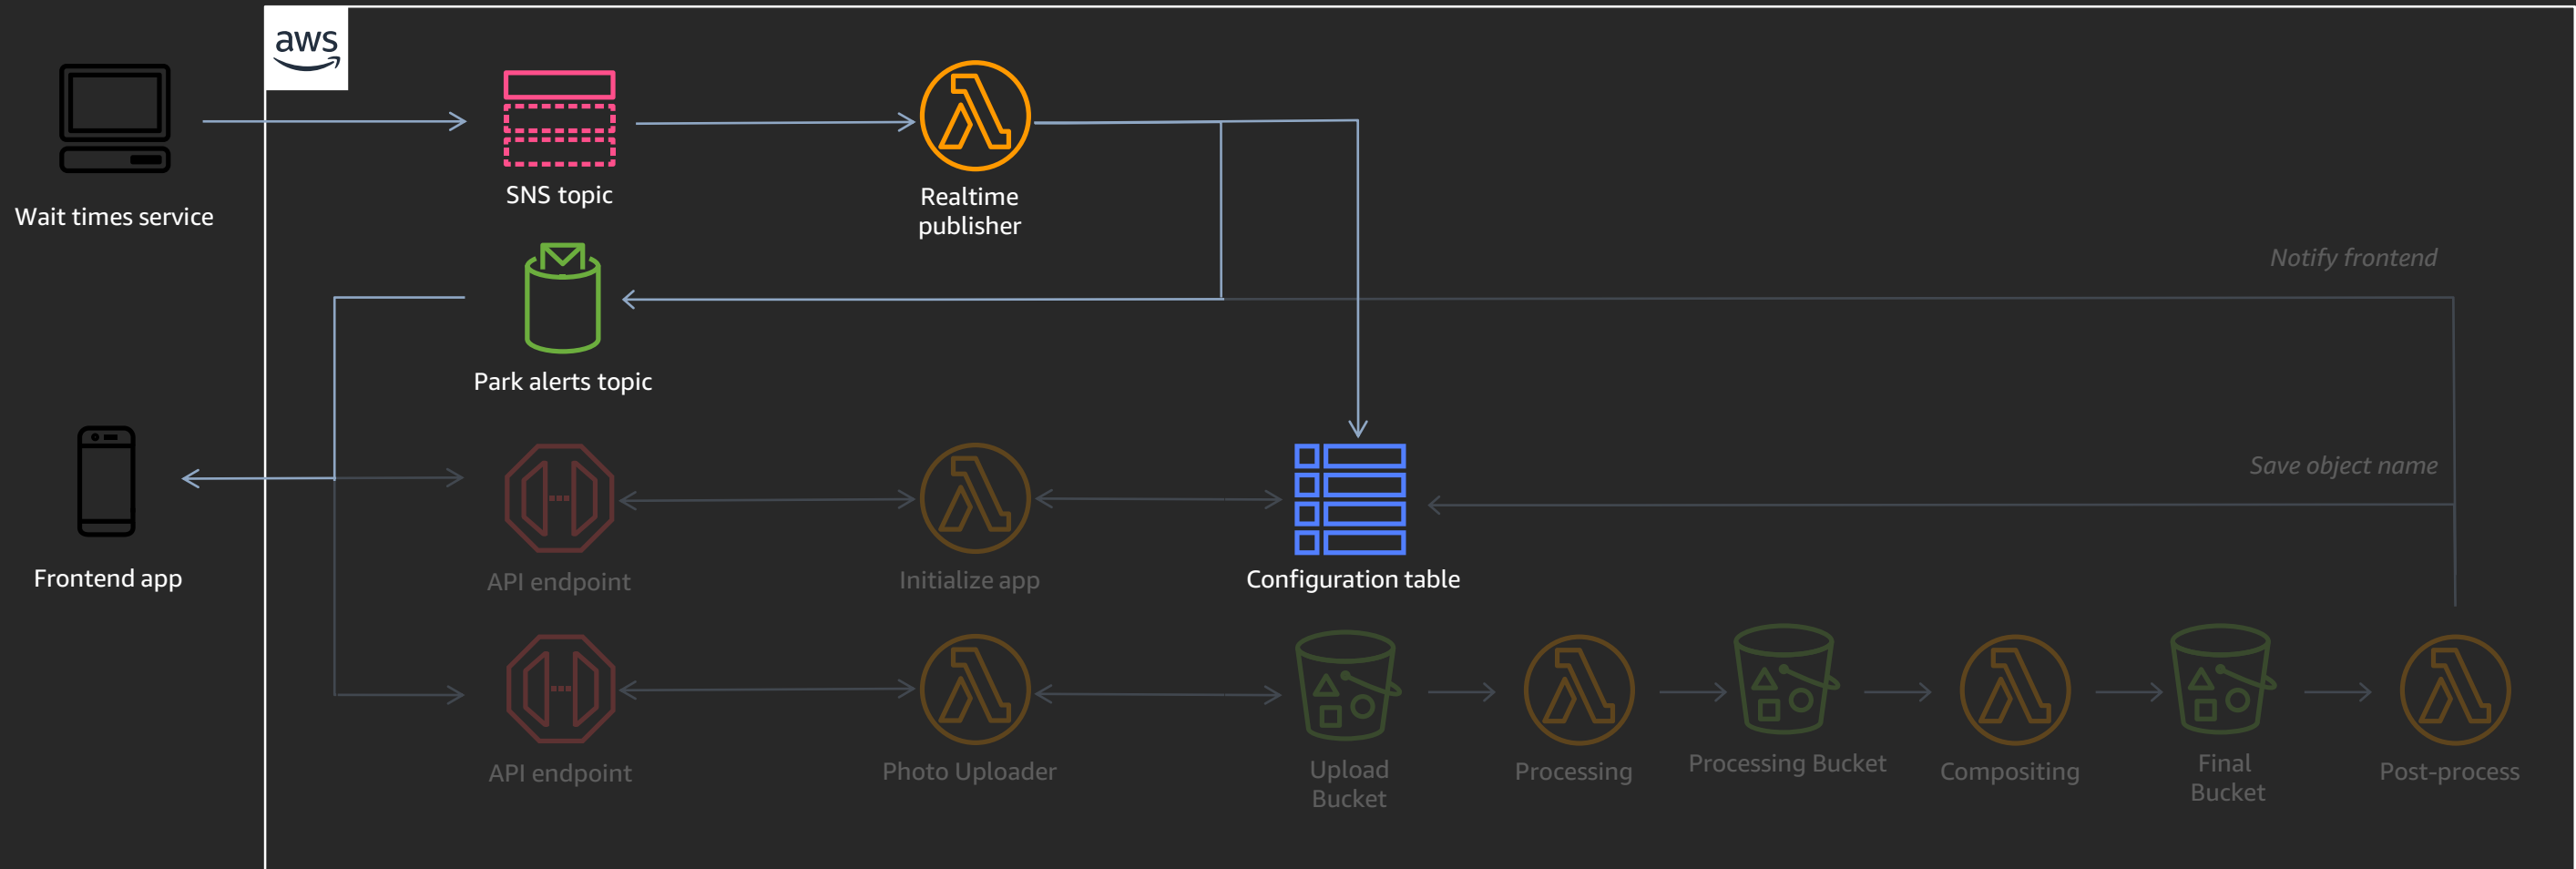 aws
Wait times service
SNS topic
Realtime
publisher
Notify frontend
Park alerts topic
Save object name
Frontend app
API endpoint
Initialize app
Configuration table
API endpoint
Photo Uploader
Upload
Bucket
Processing
Processing Bucket
Compositing
Final
Bucket
Post-process